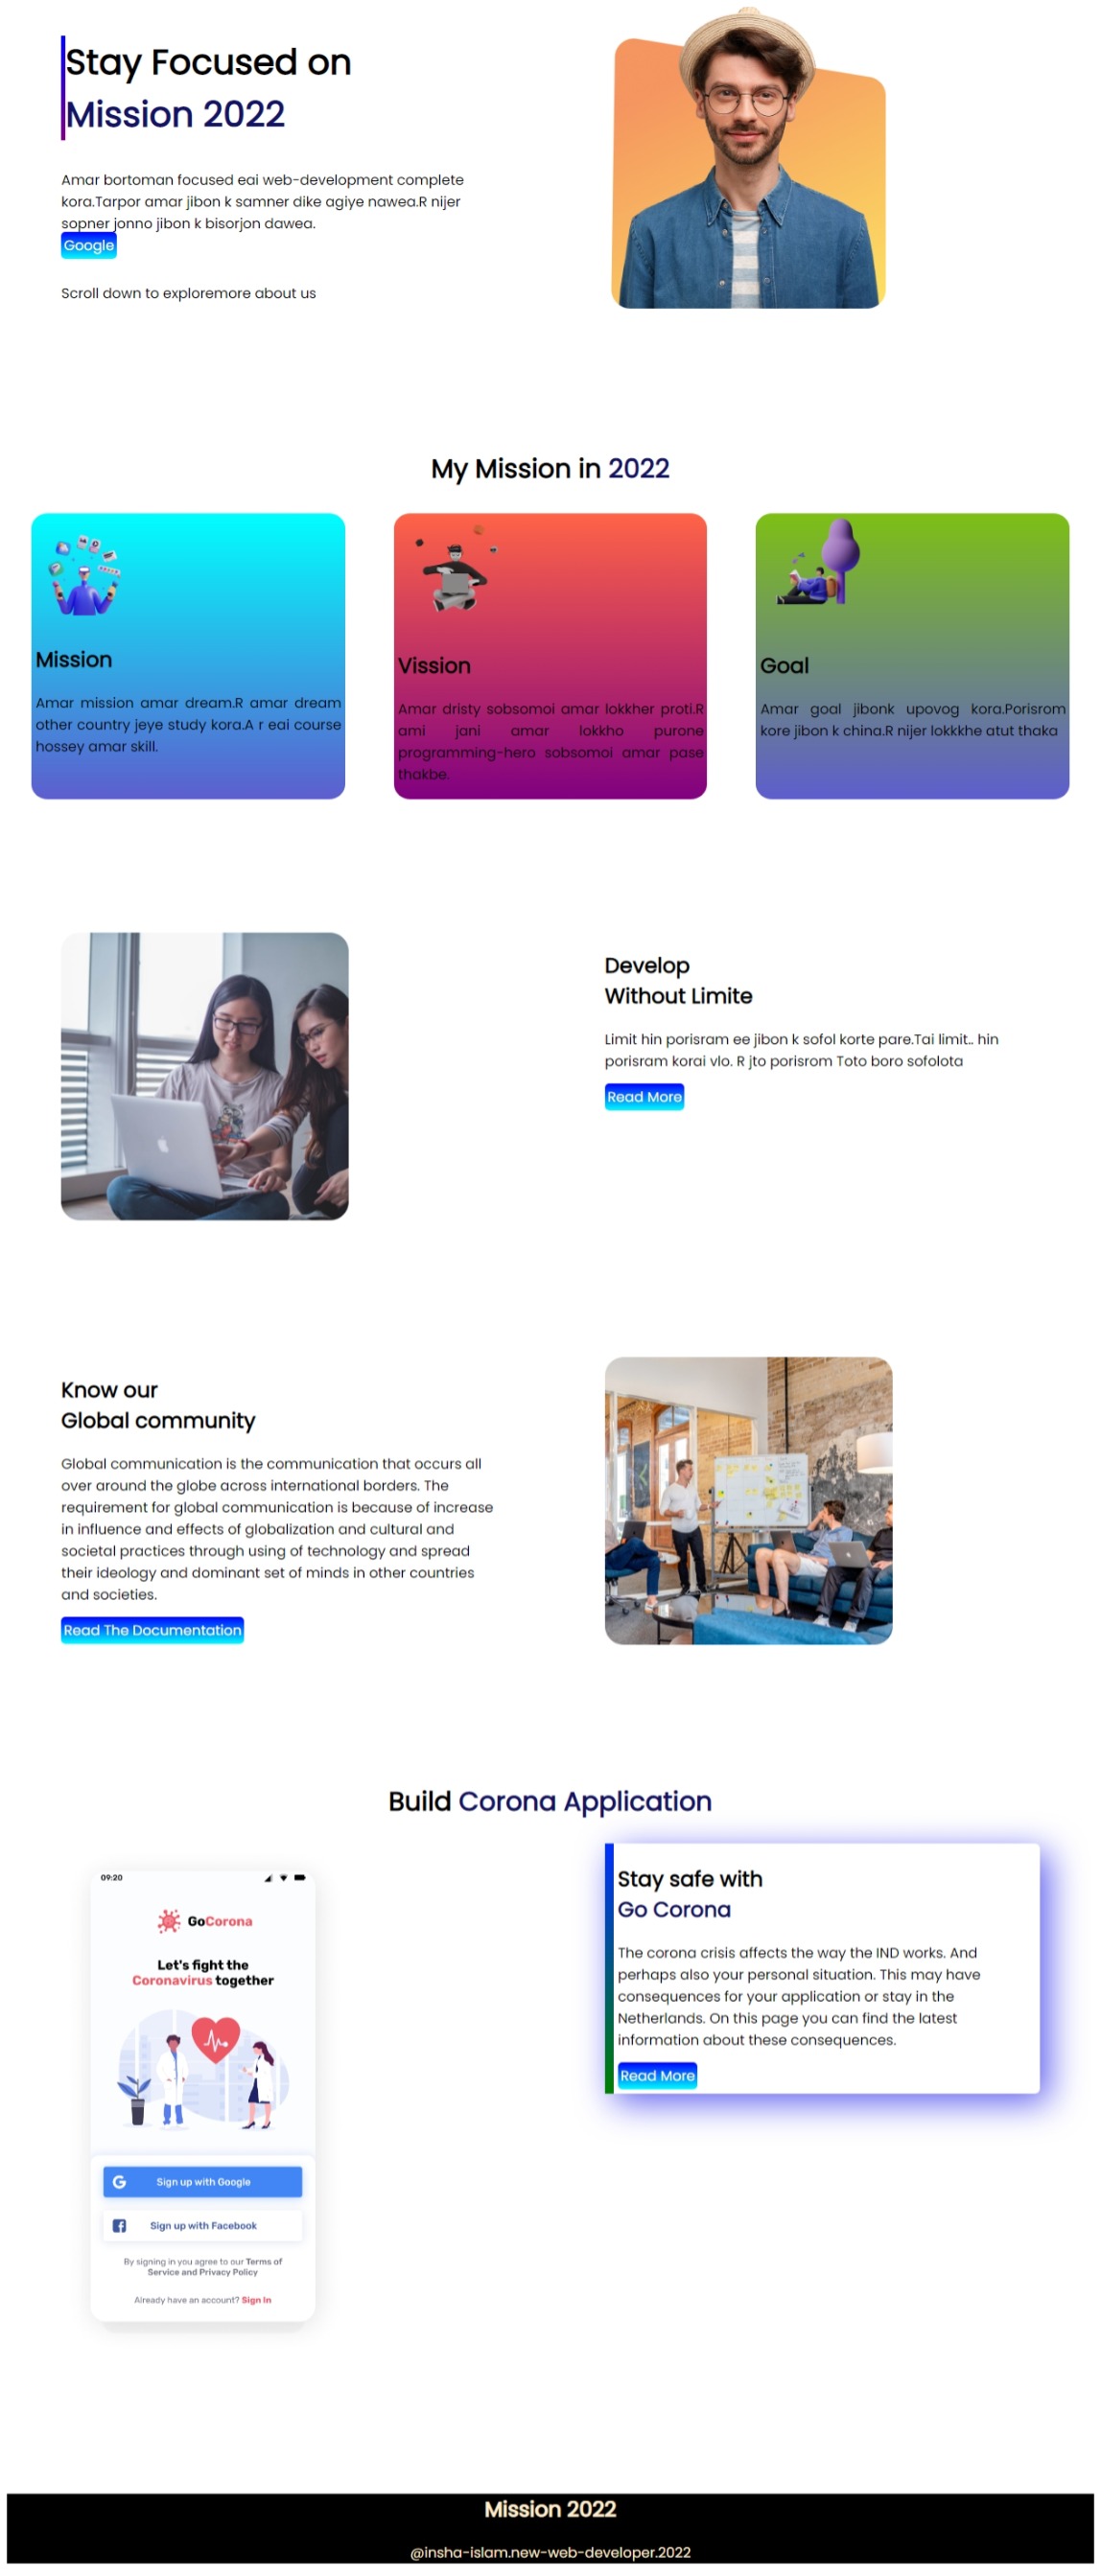 Stay Focused on
Mission 2022
Amar bortoman focused eai web-development complete
kora.Tarpor amar jibon k samner dike agiye nawea.R nijer
sopner jonno jibon k bisorjon dawea.
Google
Scroll down to exploremore about us
My Mission in 2022
Mission
Amar mission amar dream.R amar dream
other country jeye study kora.A r eai course
hossey amar skill.
Vission
Amar dristy sobsomoi amar lokkher proti.R
ami jani amar lokkho purone
programming-hero sobsomoi amar pase
thakbe.
Goal
Amar goal jibonk upovog kora.Porisrom
kore jibon k china.R nijer lokkkhe atut thaka
Develop
Without Limite
Limit hin porisram ee jibon k sofol korte pare.Tai limit.. hin
porisram korai vlo. R jto porisrom Toto boro sofolota
Read More
Know our
Global community
Global communication is the communication that occurs all
over around the globe across international borders. The
requirement for global communication is because of increase
in influence and effects of globalization and cultural and
societal practices through using of technology and spread
their ideology and dominant set of minds in other countries
and societies.
Read The Documentation
Build Corona Application
09:20
GoCorona
Let's fight the
Coronavirus together
Sign up with Google
Sign up with Facebook
By signing in you agree to our Terms of
Service and Privacy Policy
Already have an account? Sign In
Stay safe with
Go Corona
The corona crisis affects the way the IND works. And
perhaps also your personal situation. This may have
consequences for your application or stay in the
Netherlands. On this page you can find the latest
information about these consequences.
Read More
Mission 2022
@insha-islam.new-web-developer.2022